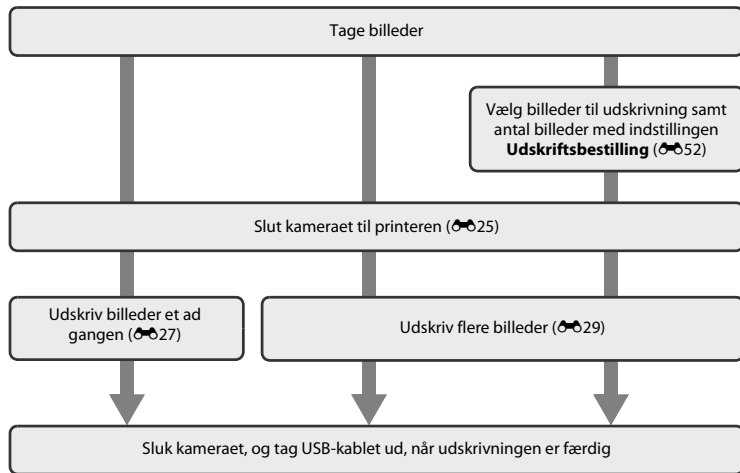 Tage billeder
Vælg billeder til udskrivning samt
antal billeder med indstillingen
Udskriftsbestilling (52)
Slut kameraet til printeren (25)
Udskriv billeder et ad
gangen (27)
Udskriv flere billeder (29)
Sluk kameraet, og tag USB-kablet ud, når udskrivningen er færdig